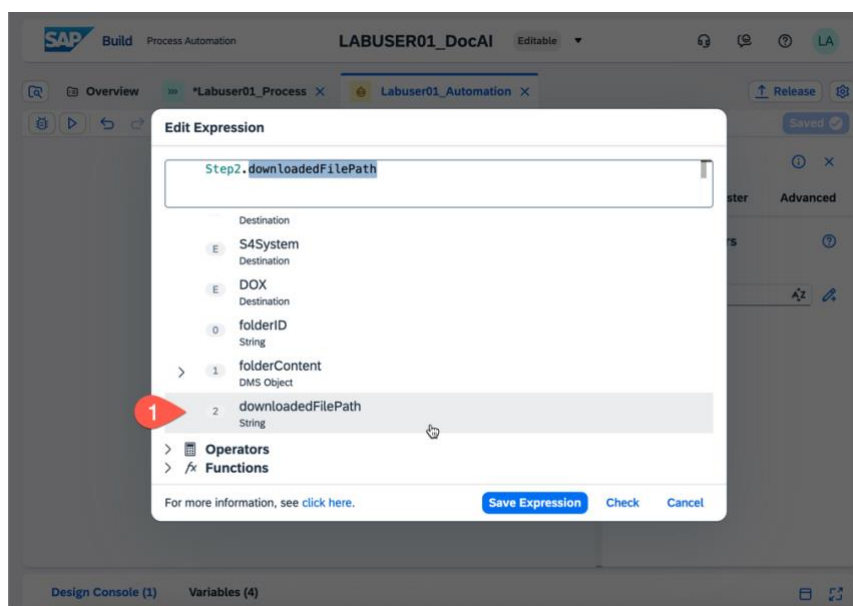 SAP Build Process Automation LABUSER01_DocAI Editable LA
Overview *Labuser01_Process Labuser01_Automation Release
Saved
Edit Expression
Step2.downloadedFilePath
ster Advanced
Destination
E S4System
Destination
rs
E DOX
Destination
AZ
0 folderID
String
1 folderContent
DMS Object
1 2 downloadedFilePath
String
Operators
fx Functions
For more information, see click here. Save Expression Check Cancel
Design Console (1) Variables (4)